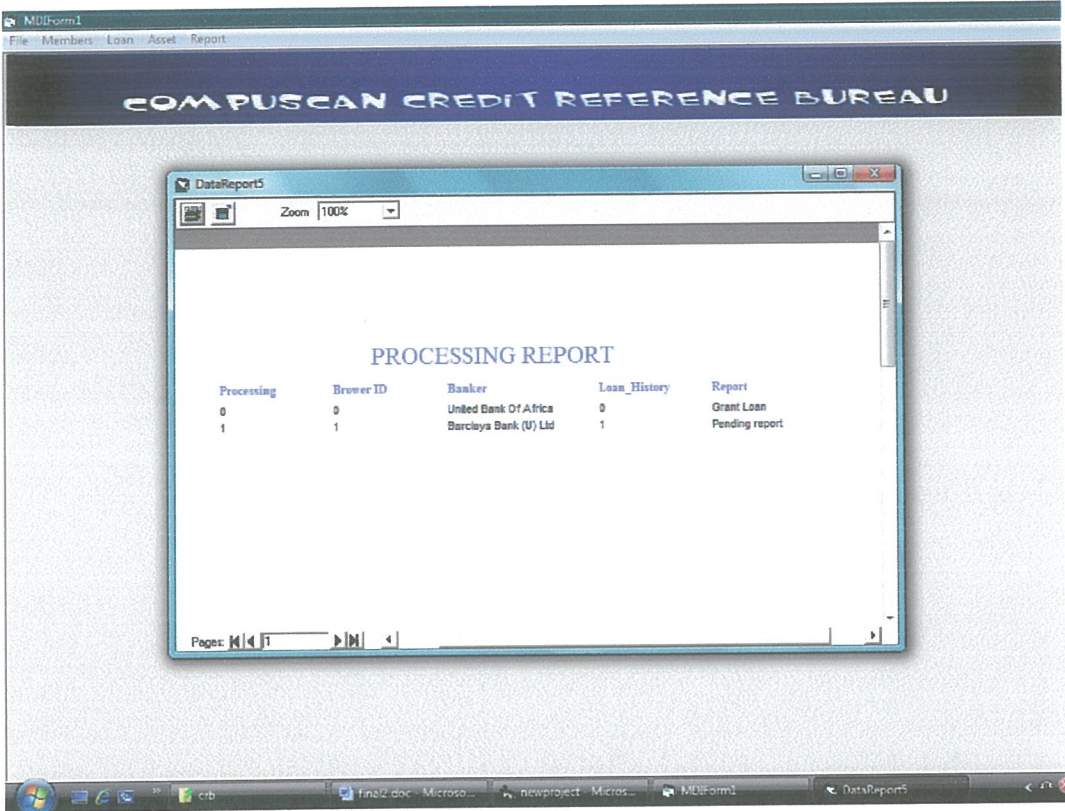 MDIForm1
File Members Loan Asset Report
COMPUSCAN CREDIT REFERENCE BUREAU
DataReport5
Zoom 100%
PROCESSING REPORT
Processing Brower ID Banker Loan_History Report
0 0 United Bank Of Africa 0 Grant Loan
1 1 Barclays Bank (U) Ltd 1 Pending report
Pages: 1
crb final2.doc - Microso... newproject - Micros... MDIForm1 DataReport5